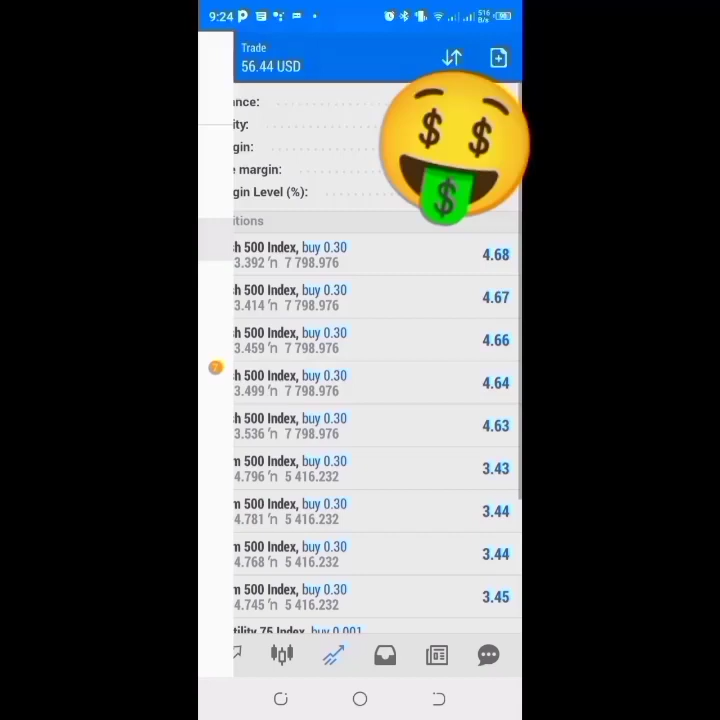 9:24 516 B/s
Trade
56.44 USD
ance:
ity:
gin:
e margin:
gin Level (%):
itions
h 500 Index, buy 0.30 4.68
3.392 7 798.976
h 500 Index, buy 0.30 4.67
3.414 7 798.976
h 500 Index, buy 0.30 4.66
3.459 7 798.976
h 500 Index, buy 0.30 4.64
3.499 7 798.976
h 500 Index, buy 0.30 4.63
3.536 7 798.976
m 500 Index, buy 0.30 3.43
4.796 5 416.232
m 500 Index, buy 0.30 3.44
4.781 5 416.232
m 500 Index, buy 0.30 3.44
4.768 5 416.232
m 500 Index, buy 0.30 3.45
4.745 5 416.232
tility 75 Index, buy 0.001